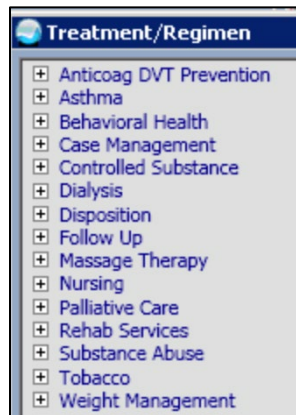 Treatment/Regimen
Anticoag DVT Prevention
Asthma
Behavioral Health
Case Management
Controlled Substance
Dialysis
Disposition
Follow Up
Massage Therapy
Nursing
Palliative Care
Rehab Services
Substance Abuse
Tobacco
Weight Management